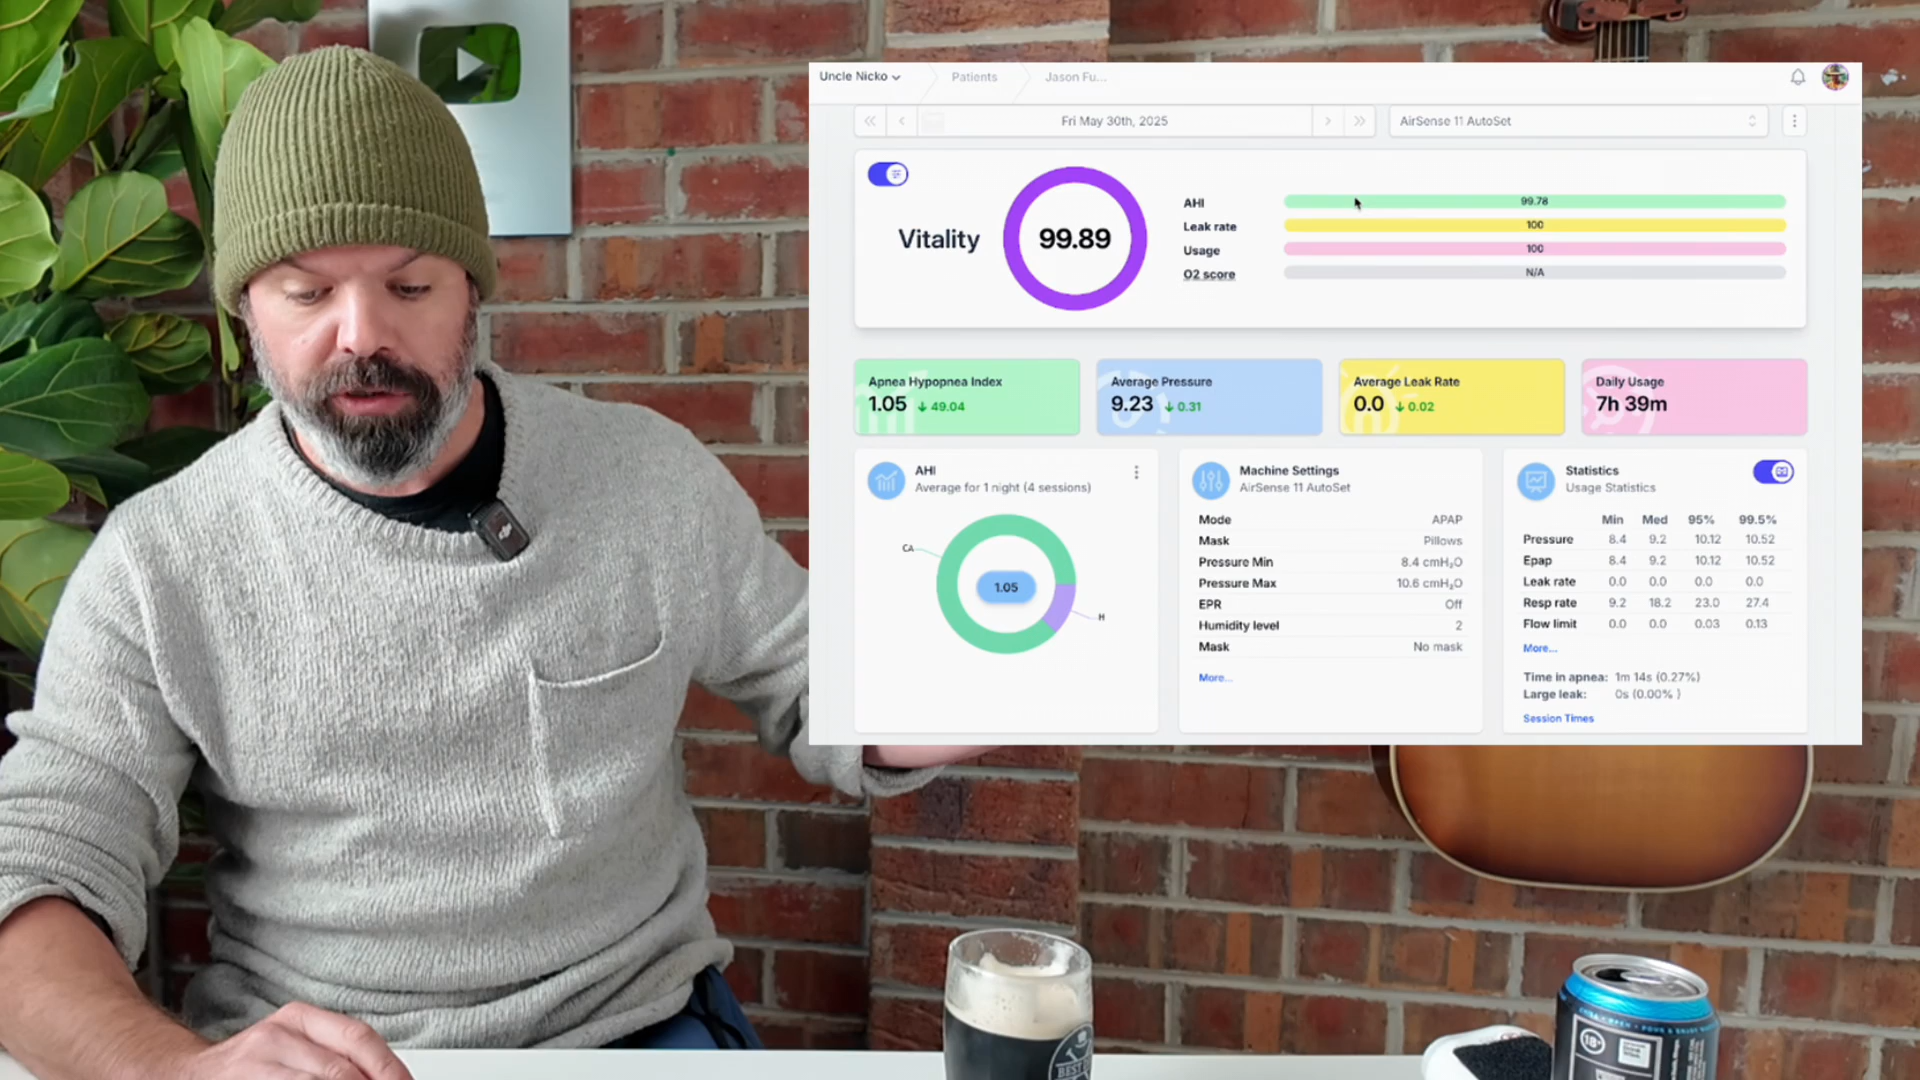 Uncle Nicko
Patients
Jason Fu...
Fri May 30th, 2025
AirSense 11 AutoSet
Vitality
99.89
AHI
99.78
Leak rate
100
Usage
100
O2 score
N/A
Apnea Hypopnea Index
1.05 ↓ 49.04
Average Pressure
9.23 ↓ 0.31
Average Leak Rate
0.0 ↓ 0.02
Daily Usage
7h 39m
AHI
Average for 1 night (4 sessions)
CA
1.05
H
Machine Settings
AirSense 11 AutoSet
Mode APAP
Mask Pillows
Pressure Min 8.4 cmH₂O
Pressure Max 10.6 cmH₂O
EPR Off
Humidity level 2
Mask No mask
More...
Statistics
Usage Statistics
Min Med 95% 99.5%
Pressure 8.4 9.2 10.12 10.52
Epap 8.4 9.2 10.12 10.52
Leak rate 0.0 0.0 0.0 0.0
Resp rate 9.2 18.2 23.0 27.4
Flow limit 0.0 0.0 0.03 0.13
More...
Time in apnea: 1m 14s (0.27%)
Large leak: 0s (0.00% )
Session Times
BEST
18+